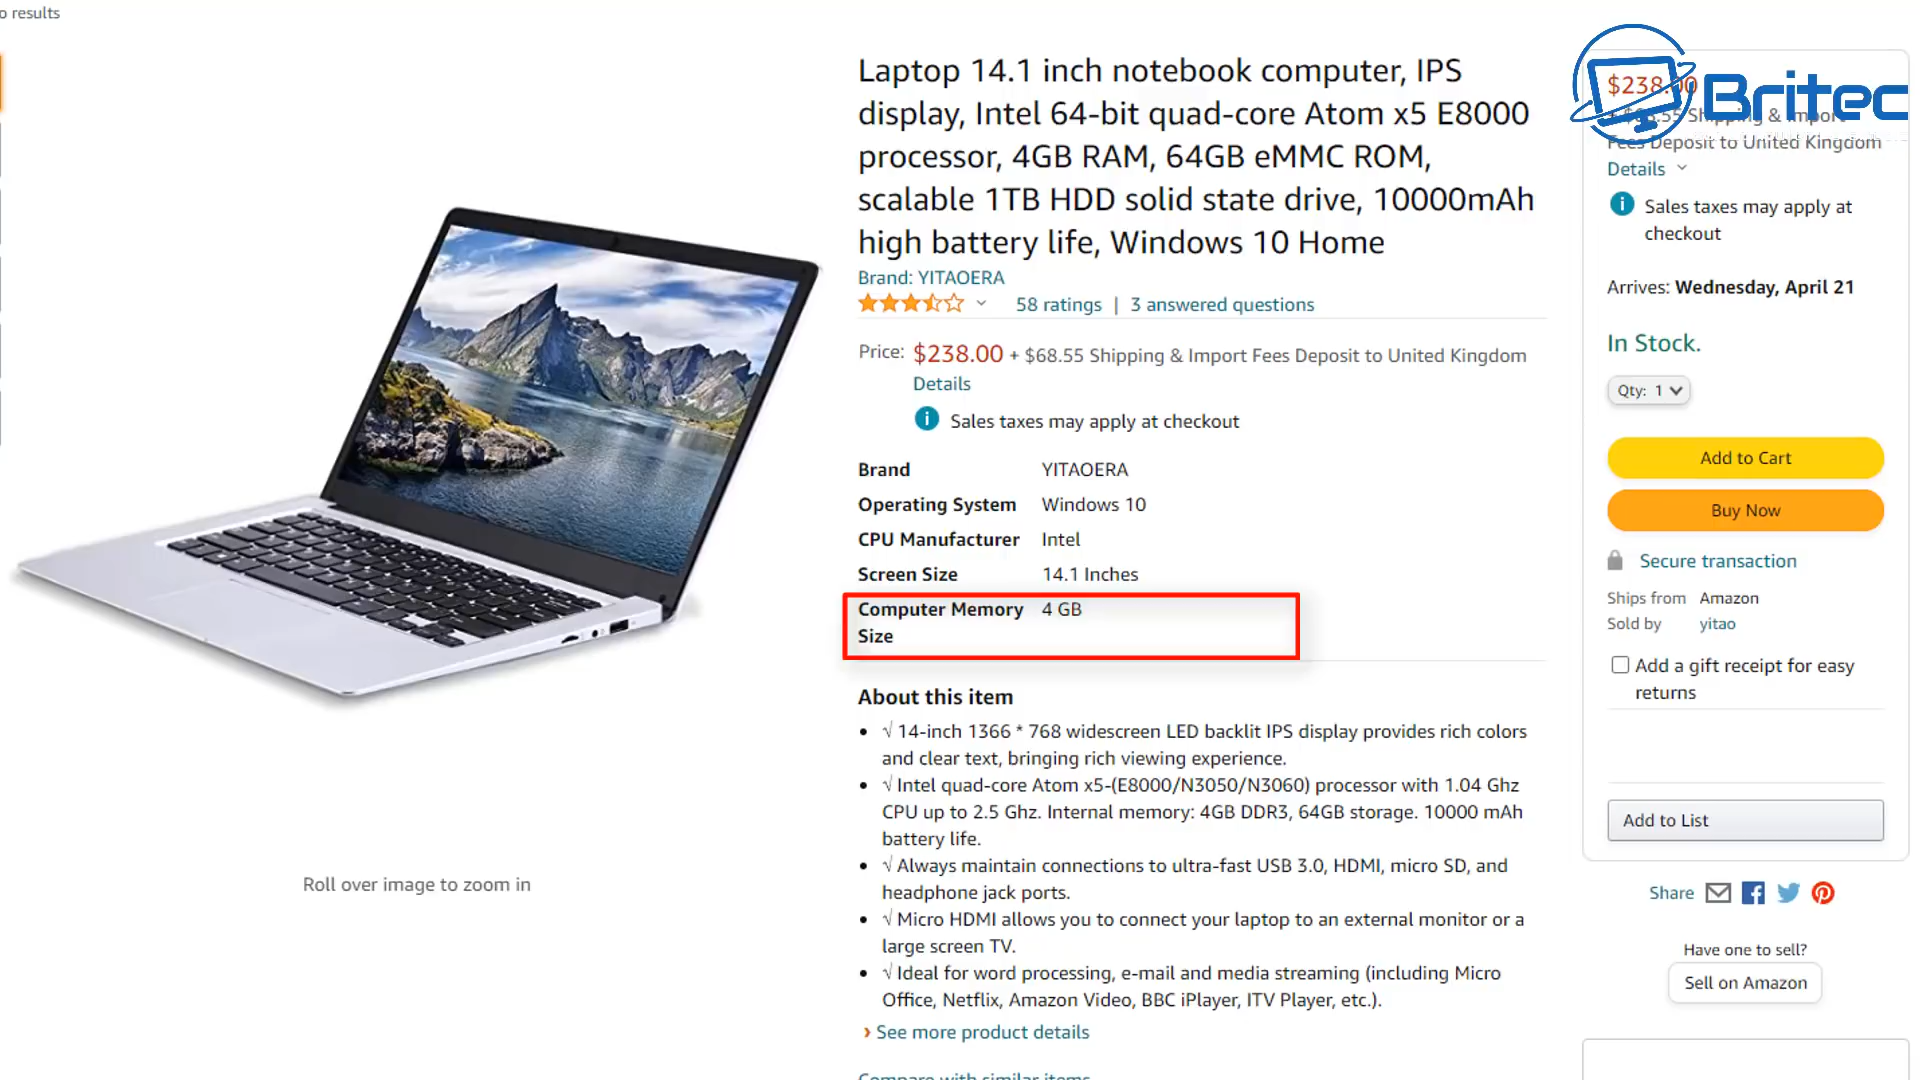 o results
Laptop 14.1 inch notebook computer, IPS
display, Intel 64-bit quad-core Atom x5 E8000
processor, 4GB RAM, 64GB eMMC ROM,
scalable 1TB HDD solid state drive, 10000mAh
high battery life, Windows 10 Home
Brand: YITAOERA
58 ratings | 3 answered questions
Price: $238.00 + $68.55 Shipping & Import Fees Deposit to United Kingdom
Details
Sales taxes may apply at checkout
Brand YITAOERA
Operating System Windows 10
CPU Manufacturer Intel
Screen Size 14.1 Inches
Computer Memory 4 GB
Size
About this item
• √ 14-inch 1366 * 768 widescreen LED backlit IPS display provides rich colors
and clear text, bringing rich viewing experience.
• √ Intel quad-core Atom x5-(E8000/N3050/N3060) processor with 1.04 Ghz
CPU up to 2.5 Ghz. Internal memory: 4GB DDR3, 64GB storage. 10000 mAh
battery life.
• √ Always maintain connections to ultra-fast USB 3.0, HDMI, micro SD, and
headphone jack ports.
• √ Micro HDMI allows you to connect your laptop to an external monitor or a
large screen TV.
• √ Ideal for word processing, e-mail and media streaming (including Micro
Office, Netflix, Amazon Video, BBC iPlayer, ITV Player, etc.).
› See more product details
Compare with similar items
Roll over image to zoom in
Britec
$238.00
+ $68.55 Shipping & Import
Fees Deposit to United Kingdom
Details
Sales taxes may apply at
checkout
Arrives: Wednesday, April 21
In Stock.
Qty: 1
Add to Cart
Buy Now
Secure transaction
Ships from Amazon
Sold by yitao
Add a gift receipt for easy
returns
Add to List
Share
Have one to sell?
Sell on Amazon